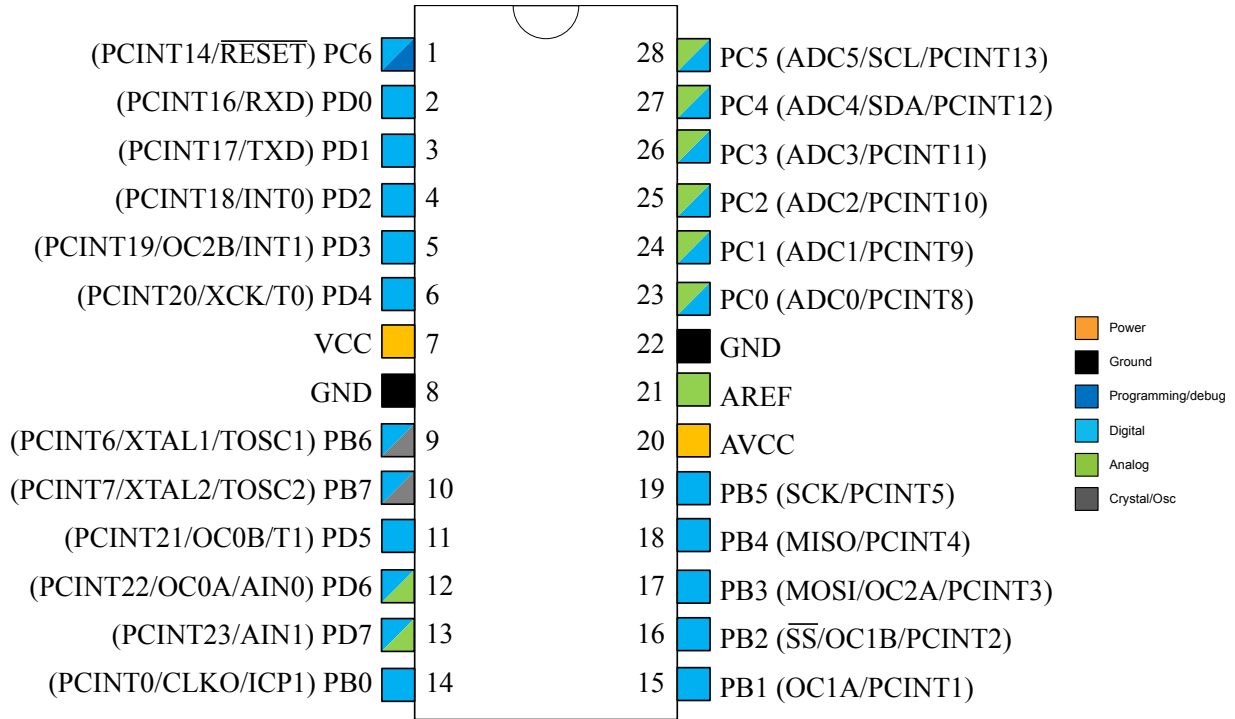 (PCINT14/RESET) PC6 1
(PCINT16/RXD) PD0 2
(PCINT17/TXD) PD1 3
(PCINT18/INT0) PD2 4
(PCINT19/OC2B/INT1) PD3 5
(PCINT20/XCK/T0) PD4 6
VCC 7
GND 8
(PCINT6/XTAL1/TOSC1) PB6 9
(PCINT7/XTAL2/TOSC2) PB7 10
(PCINT21/OC0B/T1) PD5 11
(PCINT22/OC0A/AIN0) PD6 12
(PCINT23/AIN1) PD7 13
(PCINT0/CLKO/ICP1) PB0 14
28 PC5 (ADC5/SCL/PCINT13)
27 PC4 (ADC4/SDA/PCINT12)
26 PC3 (ADC3/PCINT11)
25 PC2 (ADC2/PCINT10)
24 PC1 (ADC1/PCINT9)
23 PC0 (ADC0/PCINT8)
22 GND
21 AREF
20 AVCC
19 PB5 (SCK/PCINT5)
18 PB4 (MISO/PCINT4)
17 PB3 (MOSI/OC2A/PCINT3)
16 PB2 (SS/OC1B/PCINT2)
15 PB1 (OC1A/PCINT1)
Power
Ground
Programming/debug
Digital
Analog
Crystal/Osc